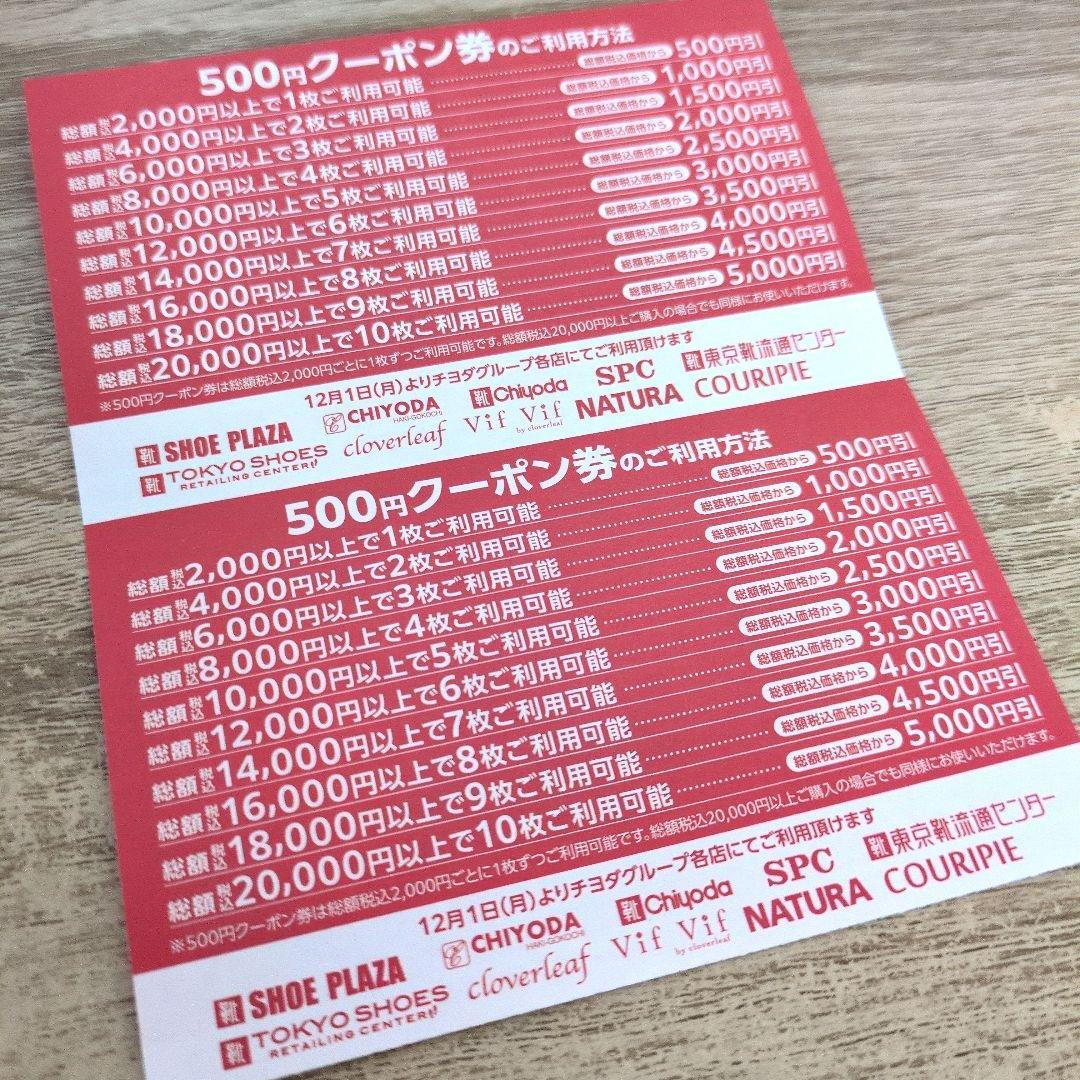 500円クーポン券のご利用方法
総額税込2,000円以上で1枚ご利用可能 総額税込価格から 500円引
総額税込4,000円以上で2枚ご利用可能 総額税込価格から 1,000円引
総額税込6,000円以上で3枚ご利用可能 総額税込価格から 1,500円引
総額税込8,000円以上で4枚ご利用可能 総額税込価格から 2,000円引
総額税込10,000円以上で5枚ご利用可能 総額税込価格から 2,500円引
総額税込12,000円以上で6枚ご利用可能 総額税込価格から 3,000円引
総額税込14,000円以上で7枚ご利用可能 総額税込価格から 3,500円引
総額税込16,000円以上で8枚ご利用可能 総額税込価格から 4,000円引
総額税込18,000円以上で9枚ご利用可能 総額税込価格から 4,500円引
総額税込20,000円以上で10枚ご利用可能 総額税込価格から 5,000円引
※500円クーポン券は総額税込2,000円ごとに1枚ずつご利用可能です。総額税込20,000円以上ご購入の場合でも同様にお使いいただけます。
12月1日(月)よりチヨダグループ各店にてご利用頂けます
靴 SHOE PLAZA CHIYODA HAKI-GOKOCHI 靴 Chiyoda SPC 靴 東京靴流通センター
靴 TOKYO SHOES RETAILING CENTER cloverleaf Vif Vif by cloverleaf NATURA COURIPIE
500円クーポン券のご利用方法
総額税込2,000円以上で1枚ご利用可能 総額税込価格から 500円引
総額税込4,000円以上で2枚ご利用可能 総額税込価格から 1,000円引
総額税込6,000円以上で3枚ご利用可能 総額税込価格から 1,500円引
総額税込8,000円以上で4枚ご利用可能 総額税込価格から 2,000円引
総額税込10,000円以上で5枚ご利用可能 総額税込価格から 2,500円引
総額税込12,000円以上で6枚ご利用可能 総額税込価格から 3,000円引
総額税込14,000円以上で7枚ご利用可能 総額税込価格から 3,500円引
総額税込16,000円以上で8枚ご利用可能 総額税込価格から 4,000円引
総額税込18,000円以上で9枚ご利用可能 総額税込価格から 4,500円引
総額税込20,000円以上で10枚ご利用可能 総額税込価格から 5,000円引
※500円クーポン券は総額税込2,000円ごとに1枚ずつご利用可能です。総額税込20,000円以上ご購入の場合でも同様にお使いいただけます。
12月1日(月)よりチヨダグループ各店にてご利用頂けます
靴 SHOE PLAZA CHIYODA HAKI-GOKOCHI 靴 Chiyoda SPC 靴 東京靴流通センター
靴 TOKYO SHOES RETAILING CENTER cloverleaf Vif Vif by cloverleaf NATURA COURIPIE